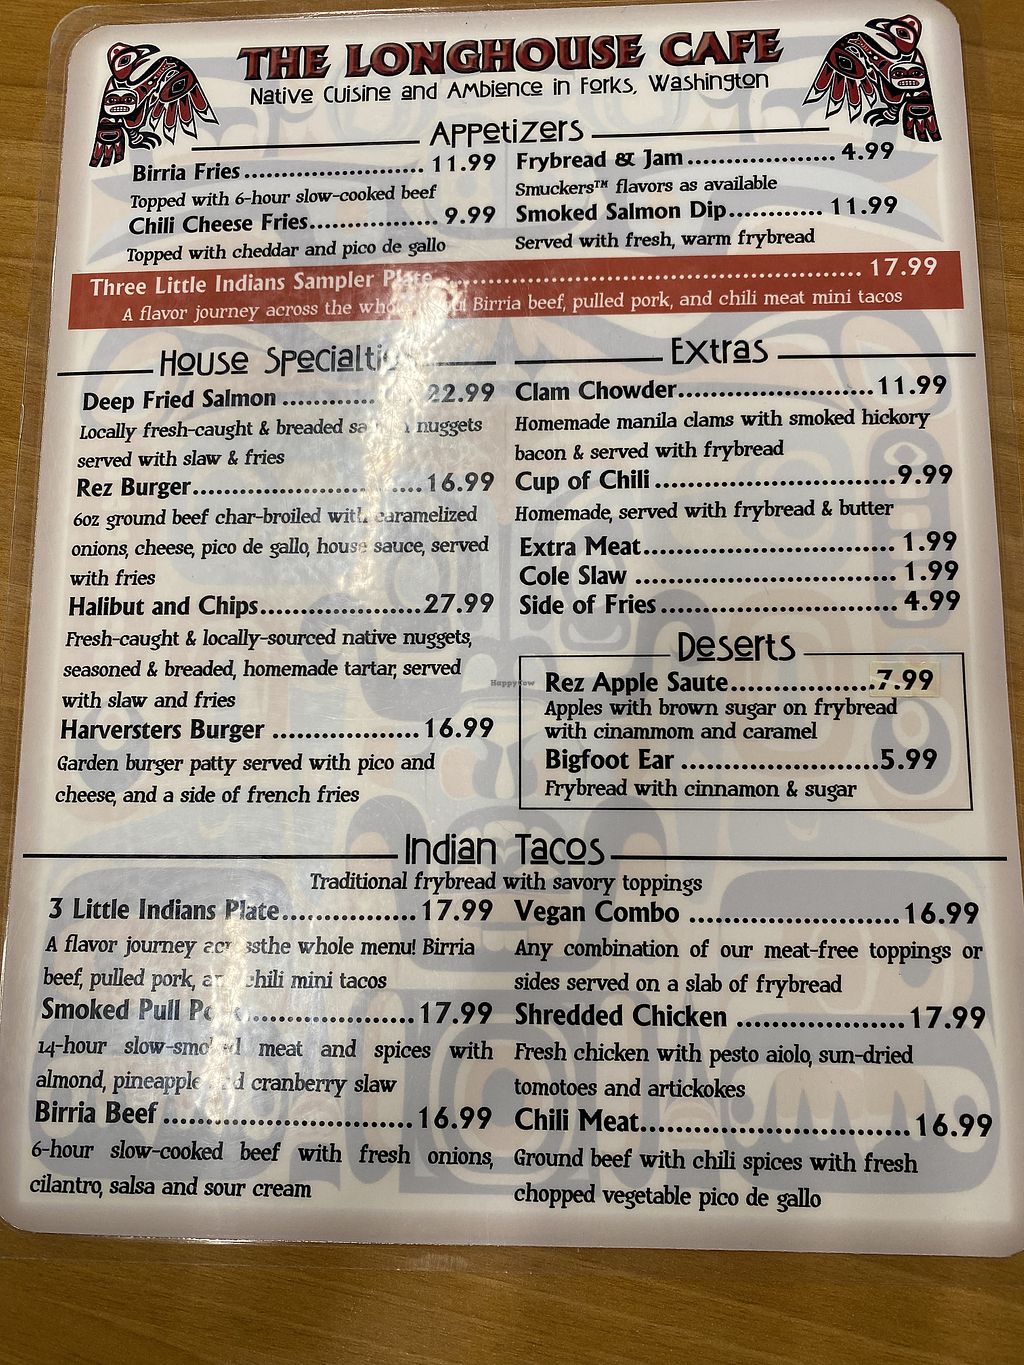 THE LONGHOUSE CAFE
Native Cuisine and Ambience in Forks, Washington
Appetizers
Birria Fries........................ 11.99
Topped with 6-hour slow-cooked beef
Chili Cheese Fries................. 9.99
Topped with cheddar and pico de gallo
Frybread & Jam.................... 4.99
Smuckers™ flavors as available
Smoked Salmon Dip............ 11.99
Served with fresh, warm frybread
Three Little Indians Sampler Plate ........................................................ 17.99
A flavor journey across the Birria beef, pulled pork, and chili meat mini tacos
House Specialties
Deep Fried Salmon ............ 22.99
Locally fresh-caught & breaded nuggets
served with slaw & fries
Rez Burger...............................16.99
6oz ground beef char-broiled with caramelized
onions, cheese, pico de gallo, house sauce, served
with fries
Halibut and Chips......................27.99
Fresh-caught & locally-sourced native nuggets,
seasoned & breaded, homemade tartar, served
with slaw and fries
Harversters Burger ...................16.99
Garden burger patty served with pico and
cheese, and a side of french fries
Extras
Clam Chowder..........................11.99
Homemade manila clams with smoked hickory
bacon & served with frybread
Cup of Chili ................................9.99
Homemade, served with frybread & butter
Extra Meat.................................. 1.99
Cole Slaw ................................... 1.99
Side of Fries................................ 4.99
Deserts
Rez Apple Saute....................7.99
Apples with brown sugar on frybread
with cinammom and caramel
Bigfoot Ear ...........................5.99
Frybread with cinnamon & sugar
HappyCow
Indian Tacos
Traditional frybread with savory toppings
3 Little Indians Plate..................17.99
A flavor journey the whole menu! Birria
beef, pulled pork, chili mini tacos
Smoked Pull ......................17.99
14-hour slow-smoked meat and spices with
almond, pineapple cranberry slaw
Birria Beef .................................16.99
6-hour slow-cooked beef with fresh onions,
cilantro, salsa and sour cream
Vegan Combo ............................16.99
Any combination of our meat-free toppings or
sides served on a slab of frybread
Shredded Chicken ......................17.99
Fresh chicken with pesto aiolo, sun-dried
tomotoes and artickokes
Chili Meat....................................16.99
Ground beef with chili spices with fresh
chopped vegetable pico de gallo